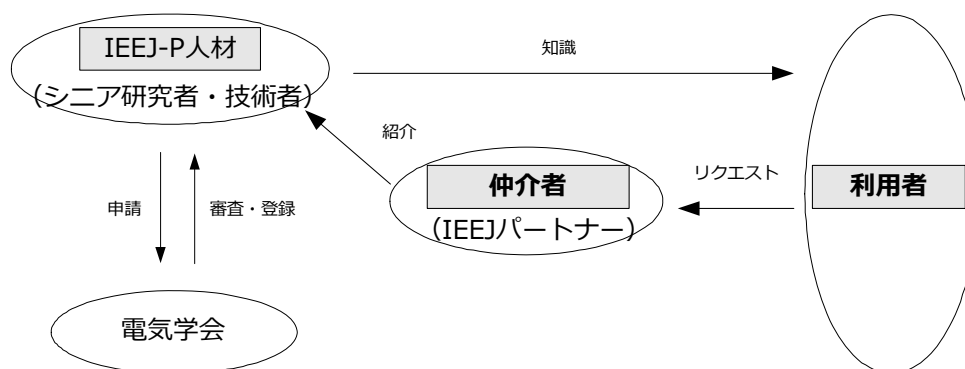 IEEJ-P人材
(シニア研究者・技術者)
知識
紹介
リクエスト
仲介者
(IEEJパートナー)
利用者
申請
審査・登録
電気学会